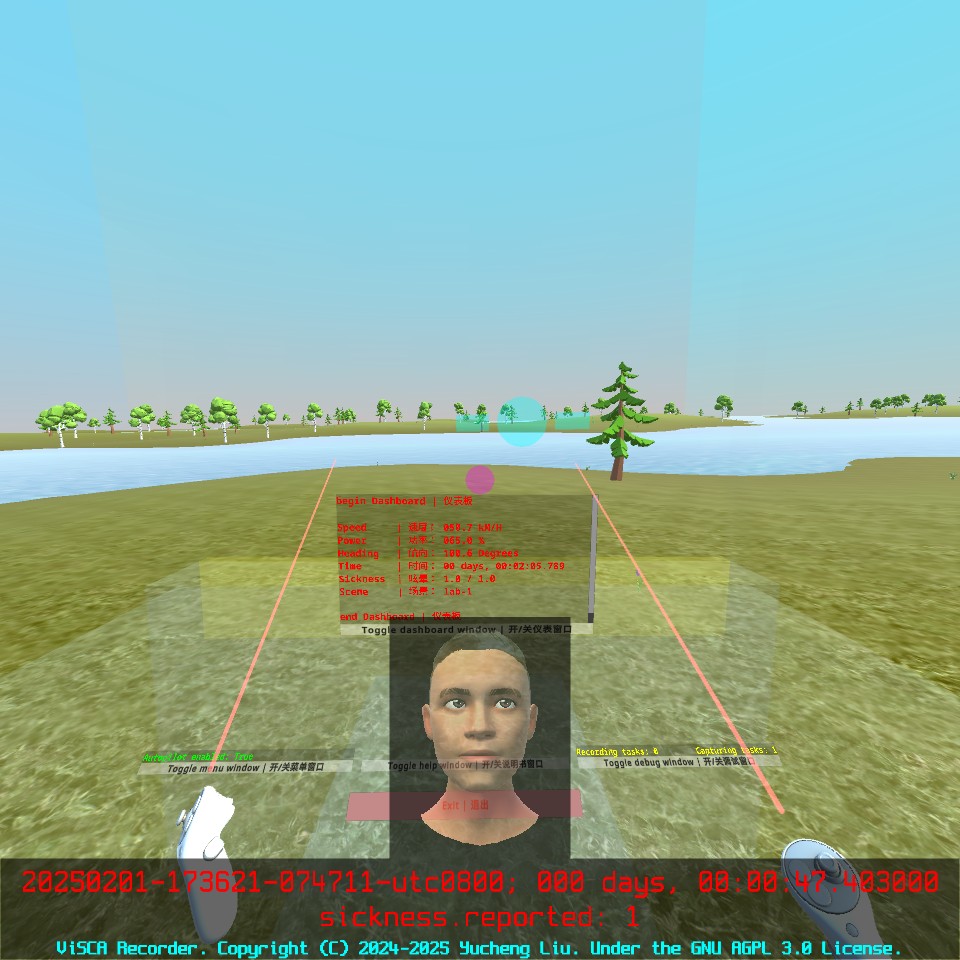 begin Dashboard | 仪表板
Speed | 速度： 050.7 kM/H
Power | 功率： 065.0 %
Heading | 航向： 100.6 Degrees
Time | 时间： 00 days, 00:02:05.789
Sickness | 眩晕： 1.0 / 1.0
Scene | 场景： lab-1
end Dashboard | 仪表板
Toggle dashboard window | 开/关仪表窗口
Autopilot enabled: True
Recording tasks: 0 Capturing tasks: 1
Toggle menu window | 开/关菜单窗口
Toggle help window | 开/关说明书窗口
Toggle debug window | 开/关调试窗口
Exit | 退出
20250201-173621-074711-utc0800; 000 days, 00:00:47.403000
sickness.reported: 1
ViSCA Recorder. Copyright (C) 2024-2025 Yucheng Liu. Under the GNU AGPL 3.0 License.